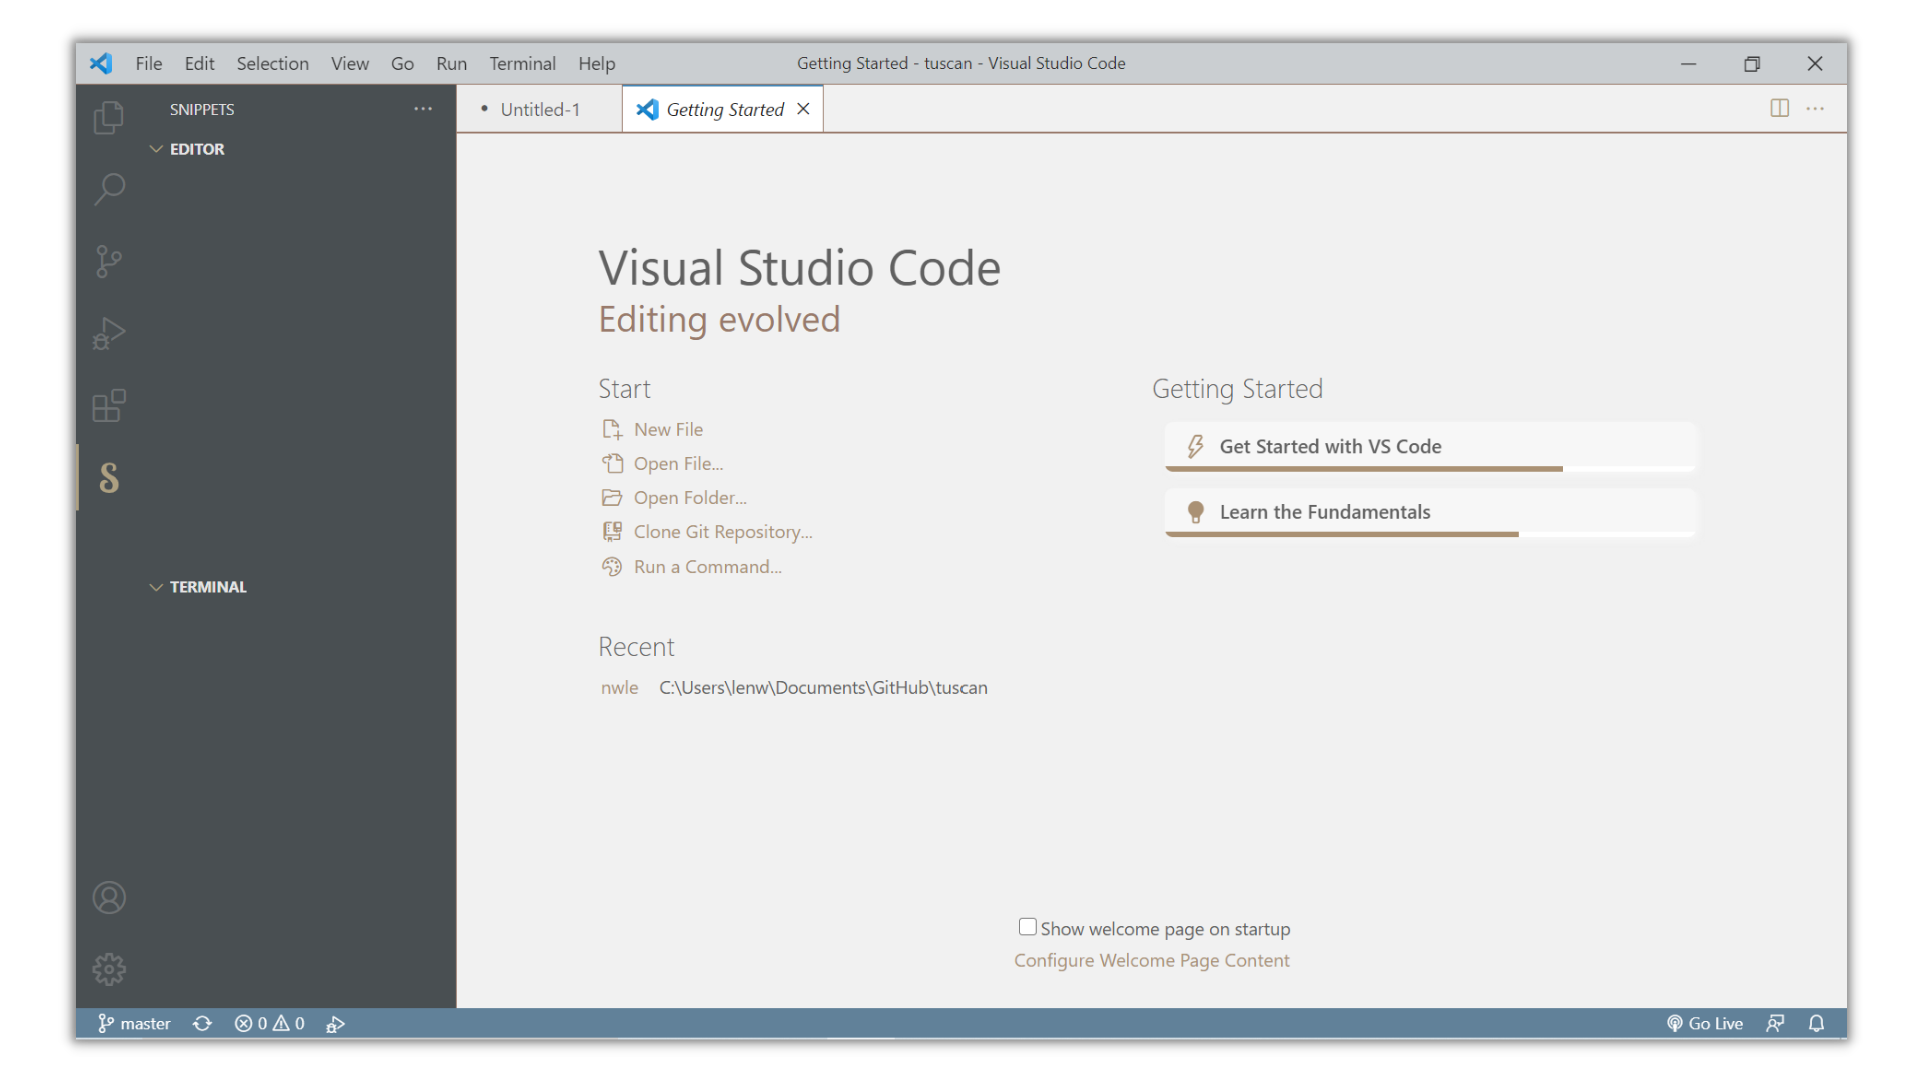 File Edit Selection View Go Run Terminal Help
Getting Started - tuscan - Visual Studio Code
SNIPPETS
EDITOR
TERMINAL
Untitled-1
Getting Started
Visual Studio Code
Editing evolved
Start
New File
Open File...
Open Folder...
Clone Git Repository...
Run a Command...
Recent
nwle C:\Users\lenw\Documents\GitHub\tuscan
Getting Started
Get Started with VS Code
Learn the Fundamentals
Show welcome page on startup
Configure Welcome Page Content
master 0 0
Go Live